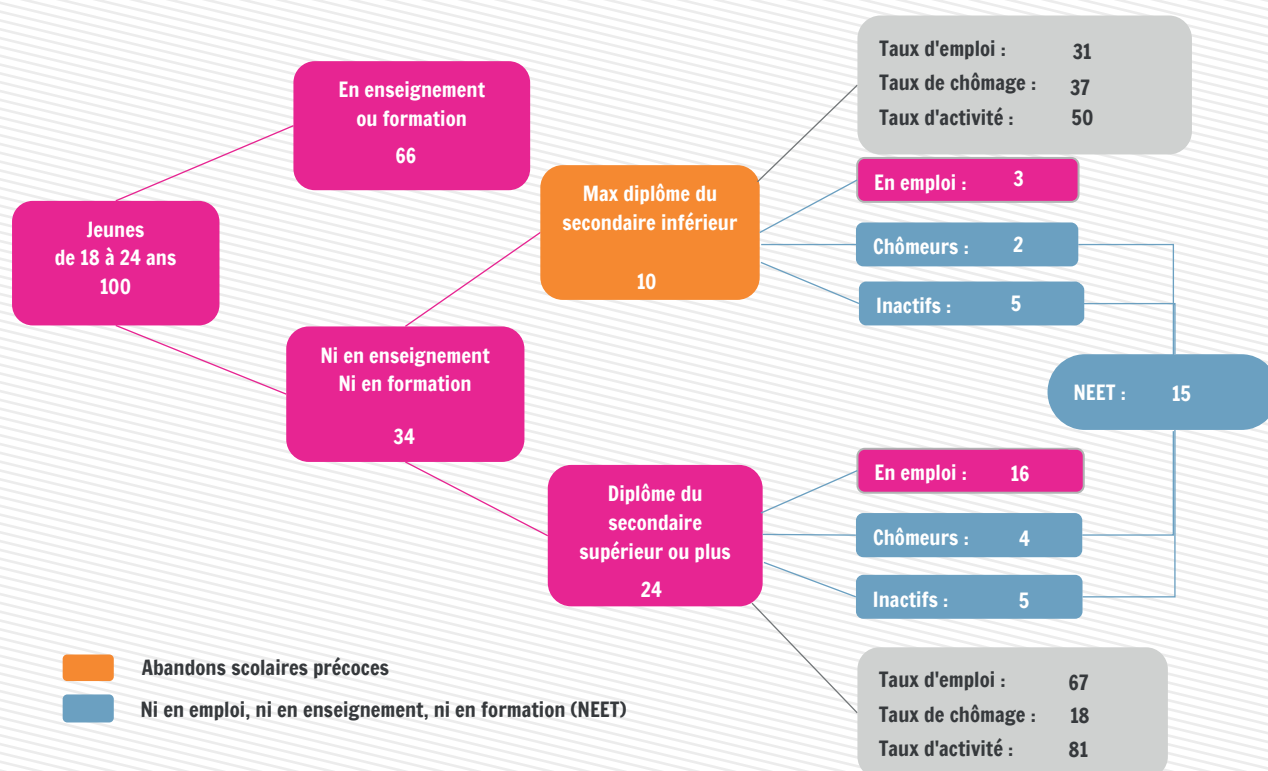 Jeunes
de 18 à 24 ans
100
En enseignement
ou formation
66
Ni en enseignement
Ni en formation
34
Max diplôme du
secondaire inférieur
10
Diplôme du
secondaire
supérieur ou plus
24
Taux d'emploi : 31
Taux de chômage : 37
Taux d'activité : 50
En emploi : 3
Chômeurs : 2
Inactifs : 5
NEET : 15
En emploi : 16
Chômeurs : 4
Inactifs : 5
Taux d'emploi : 67
Taux de chômage : 18
Taux d'activité : 81
Abandons scolaires précoces
Ni en emploi, ni en enseignement, ni en formation (NEET)